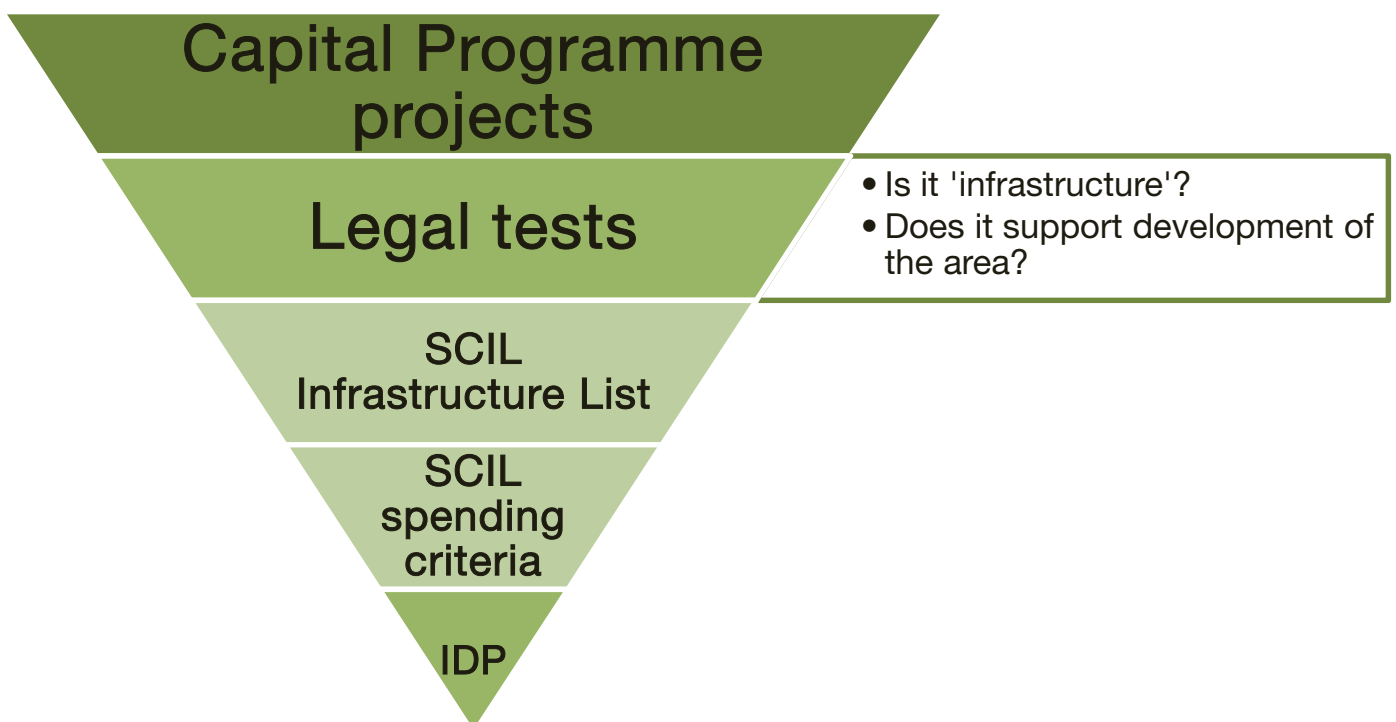 Capital Programme
projects
Legal tests
• Is it 'infrastructure'?
• Does it support development of
the area?
SCIL
Infrastructure List
SCIL
spending
criteria
IDP